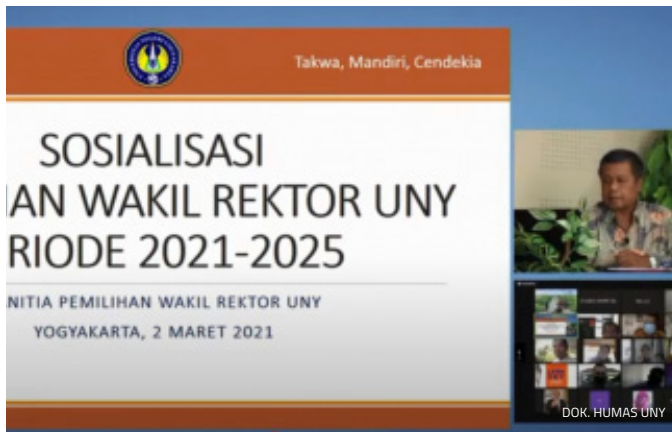 Takwa, Mandiri, Cendekia
SOSIALISASI
IAN WAKIL REKTOR UNY
RIODE 2021-2025
NITIA PEMILIHAN WAKIL REKTOR UNY
YOGYAKARTA, 2 MARET 2021
DOK. HUMAS UNY